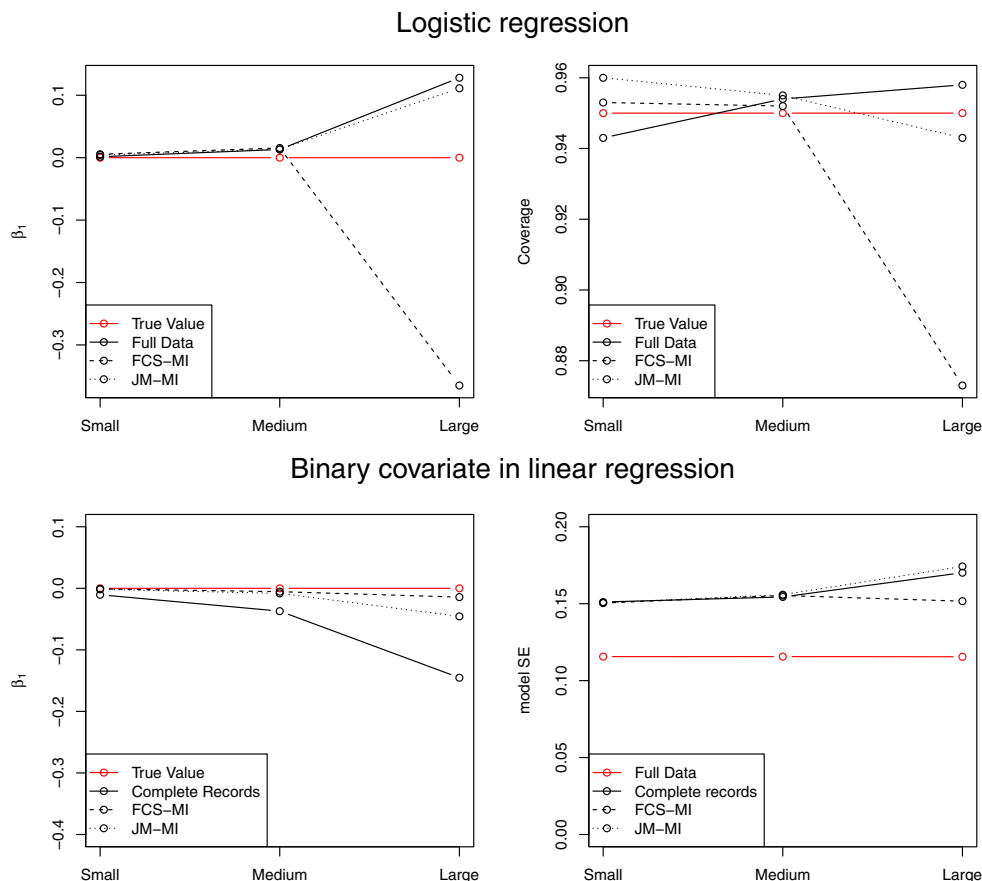 Logistic regression
0.1
0.0
−0.1
−0.2
−0.3
β1
True Value
Full Data
FCS−MI
JM−MI
Small Medium Large
0.96
0.94
0.92
0.90
0.88
Coverage
True Value
Full Data
FCS−MI
JM−MI
Small Medium Large
Binary covariate in linear regression
0.1
0.0
−0.1
−0.2
−0.3
−0.4
β1
True Value
Complete Records
FCS−MI
JM−MI
Small Medium Large
0.20
0.15
0.10
0.05
0.00
model SE
Full Data
Complete records
FCS−MI
JM−MI
Small Medium Large